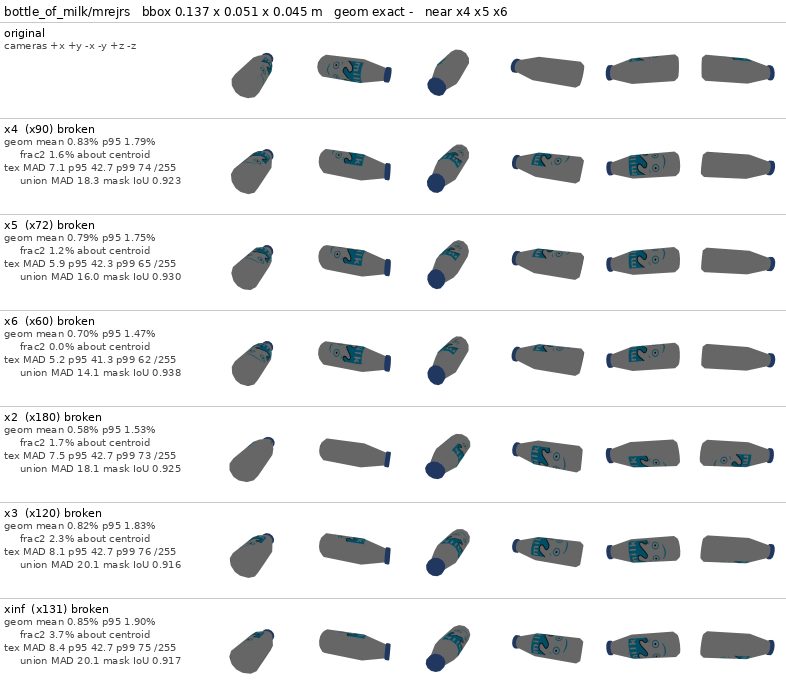 bottle_of_milk/mrejrs bbox 0.137 x 0.051 x 0.045 m geom exact - near x4 x5 x6
original
cameras +x +y -x -y +z -z
x4 (x90) broken
geom mean 0.83% p95 1.79%
frac2 1.6% about centroid
tex MAD 7.1 p95 42.7 p99 74 /255
union MAD 18.3 mask IoU 0.923
x5 (x72) broken
geom mean 0.79% p95 1.75%
frac2 1.2% about centroid
tex MAD 5.9 p95 42.3 p99 65 /255
union MAD 16.0 mask IoU 0.930
x6 (x60) broken
geom mean 0.70% p95 1.47%
frac2 0.0% about centroid
tex MAD 5.2 p95 41.3 p99 62 /255
union MAD 14.1 mask IoU 0.938
x2 (x180) broken
geom mean 0.58% p95 1.53%
frac2 1.7% about centroid
tex MAD 7.5 p95 42.7 p99 73 /255
union MAD 18.1 mask IoU 0.925
x3 (x120) broken
geom mean 0.82% p95 1.83%
frac2 2.3% about centroid
tex MAD 8.1 p95 42.7 p99 76 /255
union MAD 20.1 mask IoU 0.916
xinf (x131) broken
geom mean 0.85% p95 1.90%
frac2 3.7% about centroid
tex MAD 8.4 p95 42.7 p99 75 /255
union MAD 20.1 mask IoU 0.917